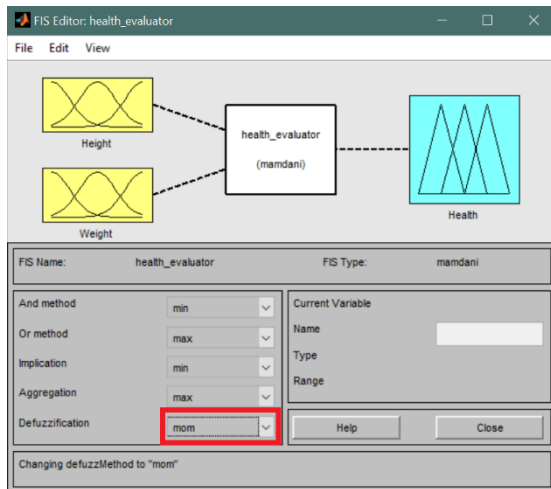 FIS Editor: health_evaluator
File Edit View
Height
Weight
health_evaluator
(mamdani)
Health
FIS Name: health_evaluator FIS Type: mamdani
And method min
Or method max
Implication min
Aggregation max
Defuzzification mom
Current Variable
Name
Type
Range
Help Close
Changing defuzzMethod to "mom"